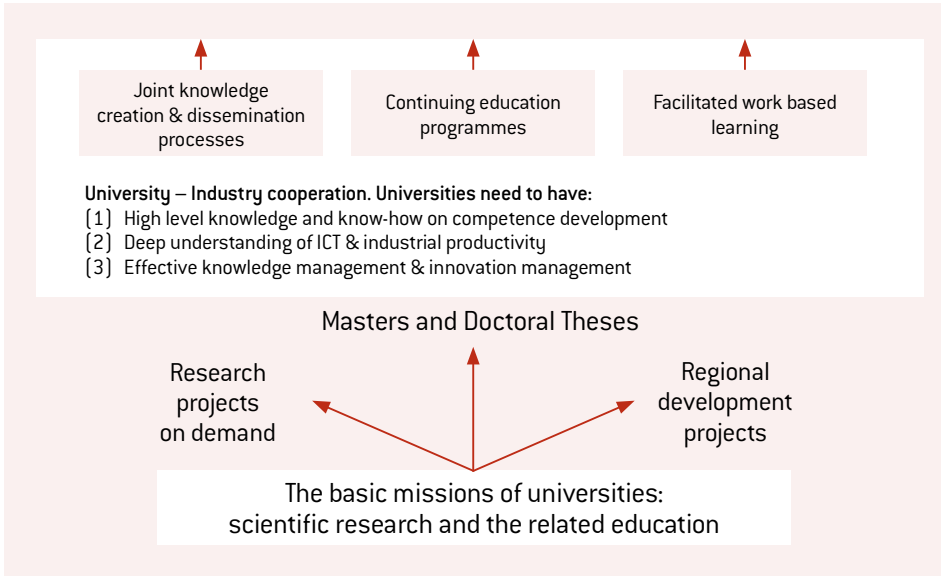 Joint knowledge
creation & dissemination
processes
Continuing education
programmes
Facilitated work based
learning
University – Industry cooperation. Universities need to have:
(1) High level knowledge and know-how on competence development
(2) Deep understanding of ICT & industrial productivity
(3) Effective knowledge management & innovation management
Masters and Doctoral Theses
Research
projects
on demand
Regional
development
projects
The basic missions of universities:
scientific research and the related education